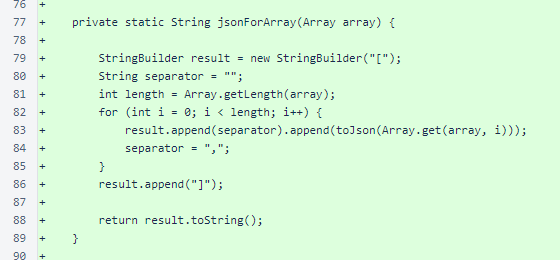 76 +
77 + private static String jsonForArray(Array array) {
78 +
79 + StringBuilder result = new StringBuilder("[");
80 + String separator = "";
81 + int length = Array.getLength(array);
82 + for (int i = 0; i < length; i++) {
83 + result.append(separator).append(toJson(Array.get(array, i)));
84 + separator = ",";
85 + }
86 + result.append("]");
87 +
88 + return result.toString();
89 + }
90 +